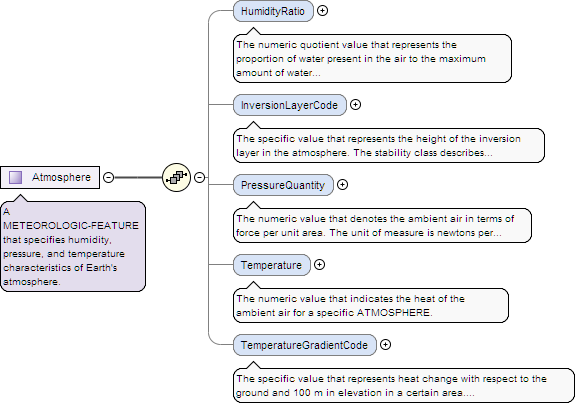 HumidityRatio
The numeric quotient value that represents the
proportion of water present in the air to the maximum
amount of water...
InversionLayerCode
The specific value that represents the height of the inversion
layer in the atmosphere. The stability class describes...
Atmosphere
A
METEOROLOGIC-FEATURE
that specifies humidity,
pressure, and temperature
characteristics of Earth's
atmosphere.
PressureQuantity
The numeric value that denotes the ambient air in terms of
force per unit area. The unit of measure is newtons per...
Temperature
The numeric value that indicates the heat of the
ambient air for a specific ATMOSPHERE.
TemperatureGradientCode
The specific value that represents heat change with respect to the
ground and 100 m in elevation in a certain area....